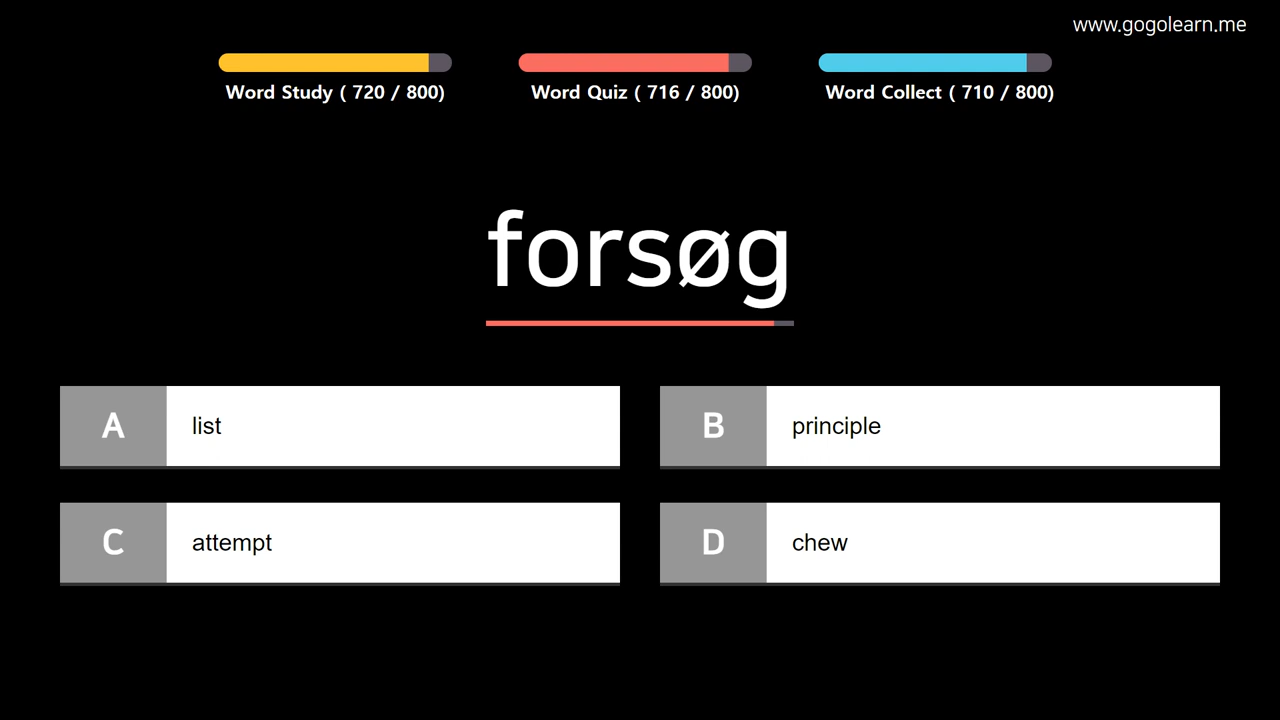 www.gogolearn.me
Word Study ( 720 / 800)
Word Quiz ( 716 / 800)
Word Collect ( 710 / 800)
forsøg
A list
B principle
C attempt
D chew